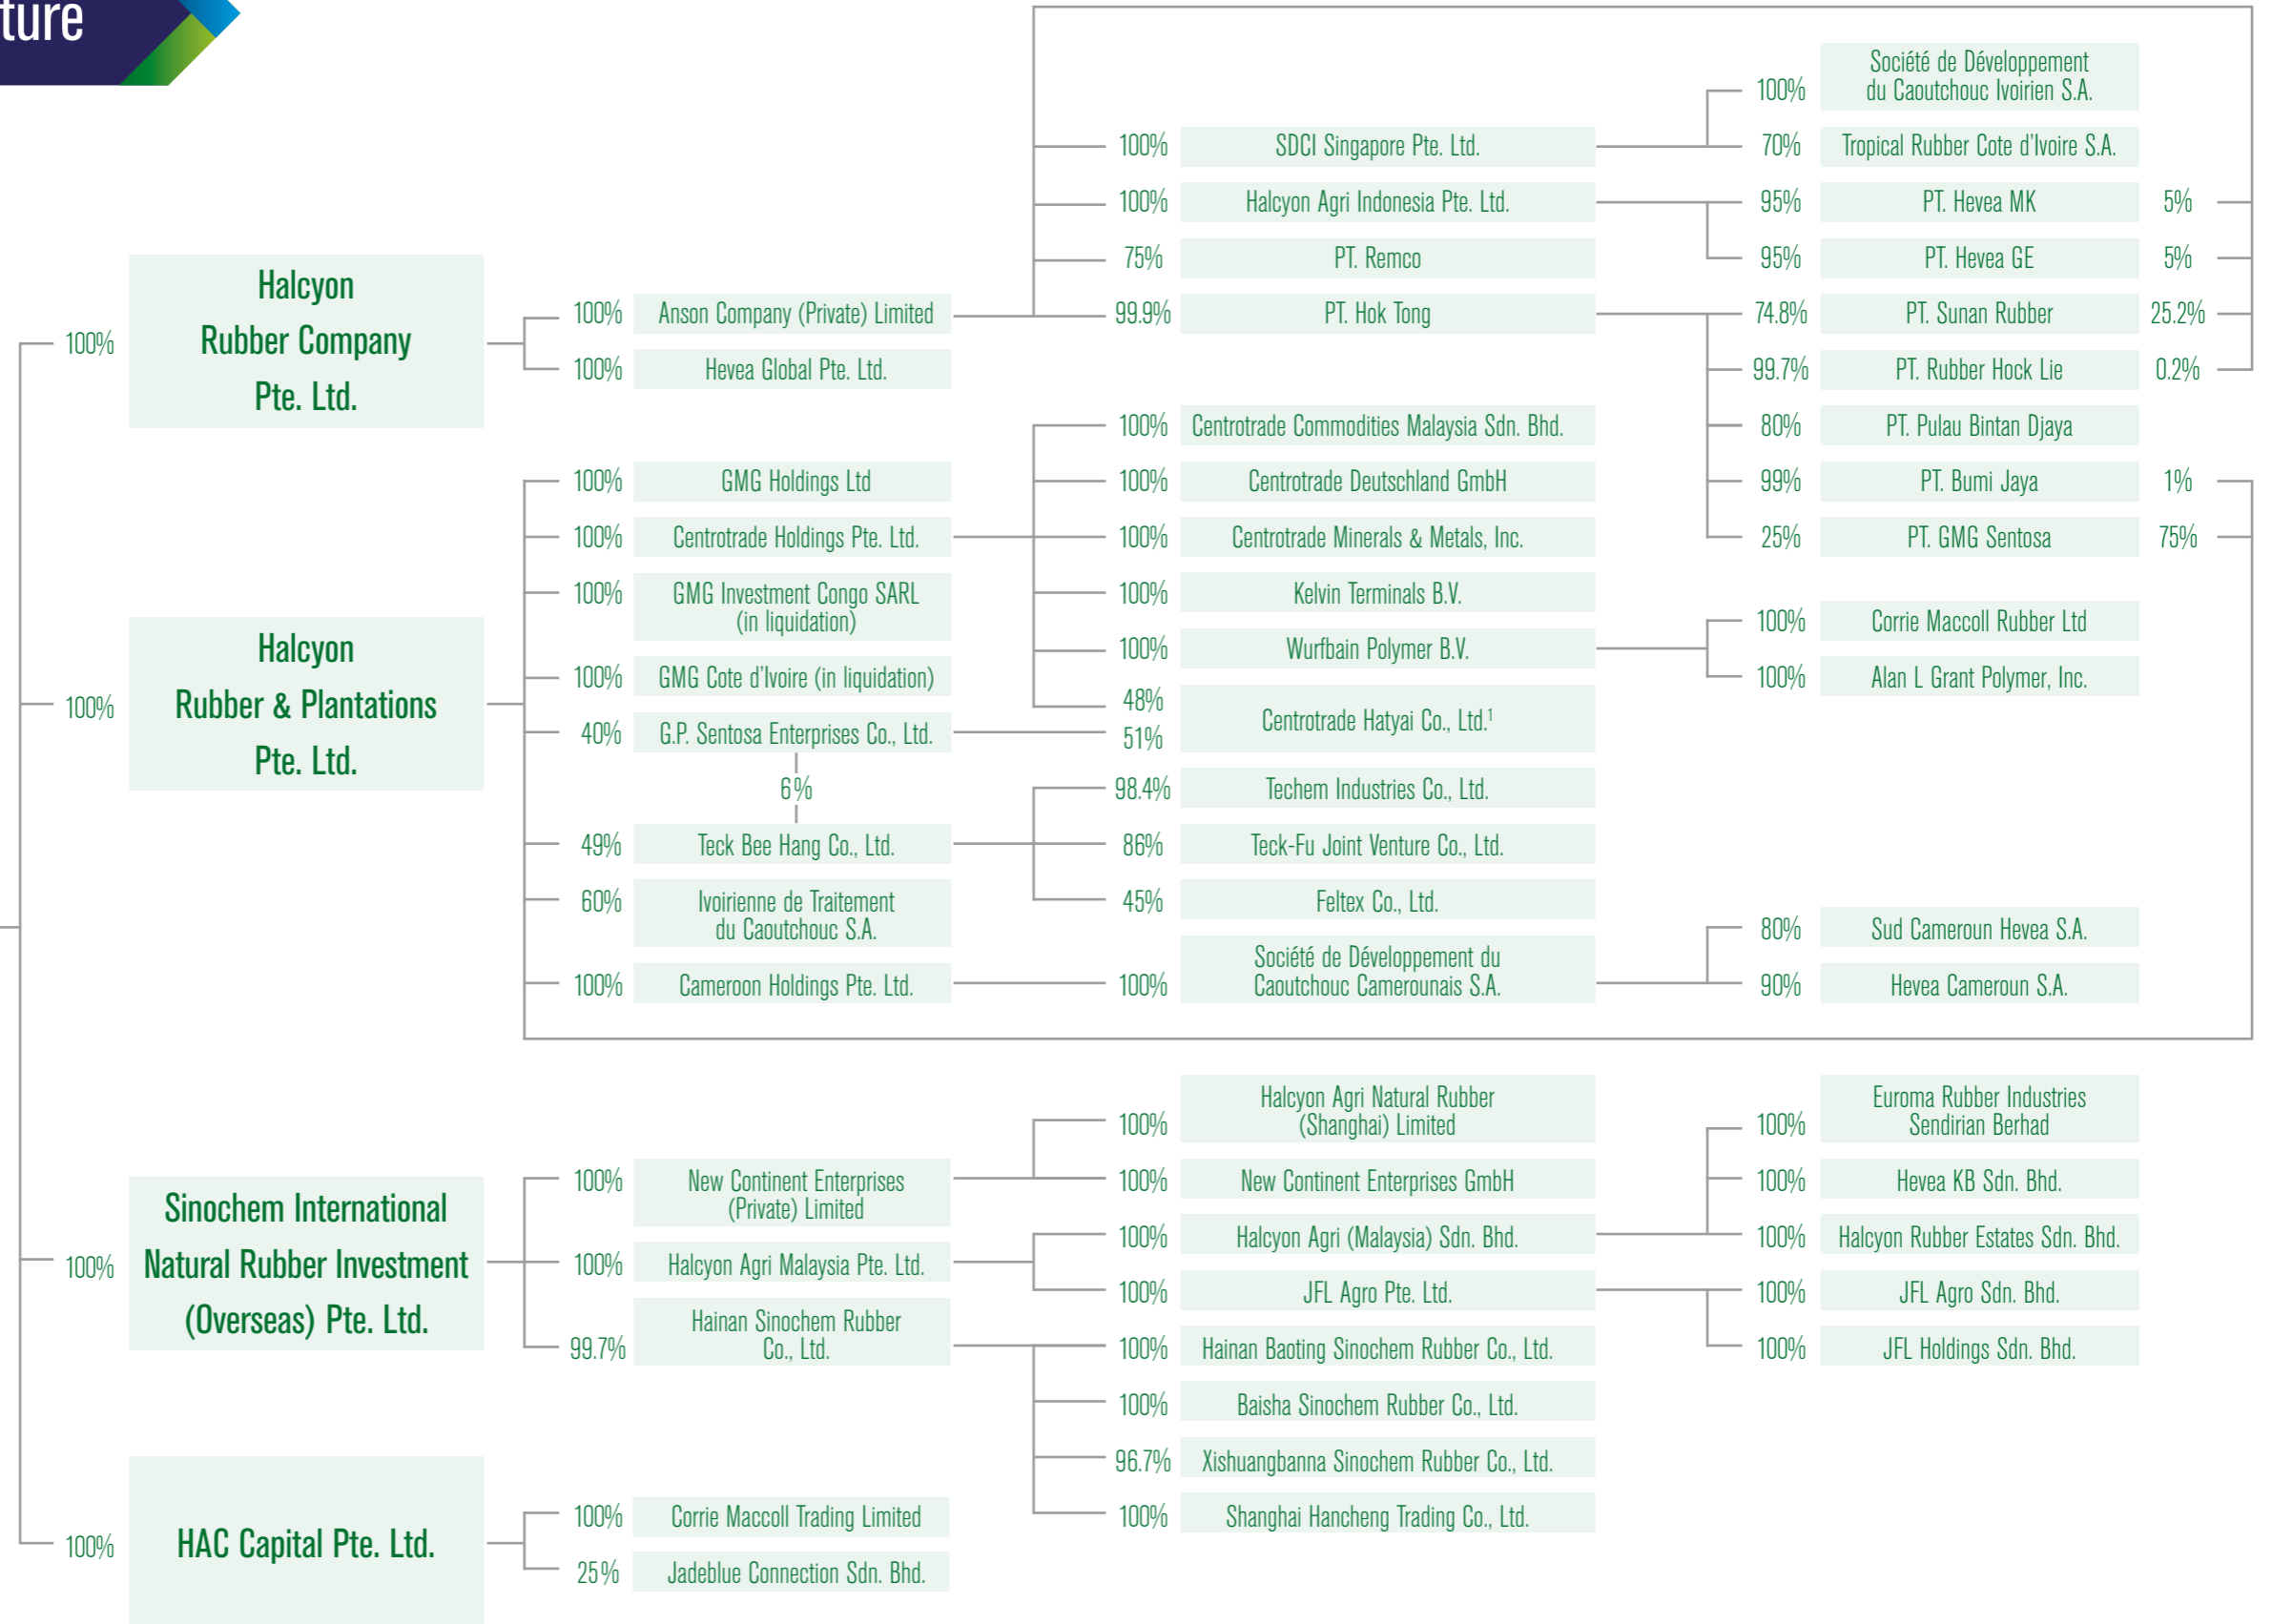 ture
100%
Halcyon
Rubber Company
Pte. Ltd.
100%
Anson Company (Private) Limited
100%
Hevea Global Pte. Ltd.
100%
SDCI Singapore Pte. Ltd.
100%
Halcyon Agri Indonesia Pte. Ltd.
75%
PT. Remco
99.9%
PT. Hok Tong
100%
Société de Développement
du Caoutchouc Ivoirien S.A.
70%
Tropical Rubber Cote d'Ivoire S.A.
95%
PT. Hevea MK
5%
95%
PT. Hevea GE
5%
74.8%
PT. Sunan Rubber
25.2%
99.7%
PT. Rubber Hock Lie
0.2%
80%
PT. Pulau Bintan Djaya
99%
PT. Bumi Jaya
1%
25%
PT. GMG Sentosa
75%
100%
Halcyon
Rubber & Plantations
Pte. Ltd.
100%
GMG Holdings Ltd
100%
Centrotrade Holdings Pte. Ltd.
100%
GMG Investment Congo SARL
(in liquidation)
100%
GMG Cote d'Ivoire (in liquidation)
40%
G.P. Sentosa Enterprises Co., Ltd.
6%
49%
Teck Bee Hang Co., Ltd.
60%
Ivoirienne de Traitement
du Caoutchouc S.A.
100%
Cameroon Holdings Pte. Ltd.
100%
Centrotrade Commodities Malaysia Sdn. Bhd.
100%
Centrotrade Deutschland GmbH
100%
Centrotrade Minerals & Metals, Inc.
100%
Kelvin Terminals B.V.
100%
Wurfbain Polymer B.V.
48%
51%
Centrotrade Hatyai Co., Ltd.¹
98.4%
Techem Industries Co., Ltd.
86%
Teck-Fu Joint Venture Co., Ltd.
45%
Feltex Co., Ltd.
100%
Société de Développement du
Caoutchouc Camerounais S.A.
100%
Corrie Maccoll Rubber Ltd
100%
Alan L Grant Polymer, Inc.
80%
Sud Cameroun Hevea S.A.
90%
Hevea Cameroun S.A.
100%
Sinochem International
Natural Rubber Investment
(Overseas) Pte. Ltd.
100%
New Continent Enterprises
(Private) Limited
100%
Halcyon Agri Malaysia Pte. Ltd.
99.7%
Hainan Sinochem Rubber
Co., Ltd.
100%
Halcyon Agri Natural Rubber
(Shanghai) Limited
100%
New Continent Enterprises GmbH
100%
Halcyon Agri (Malaysia) Sdn. Bhd.
100%
JFL Agro Pte. Ltd.
100%
Hainan Baoting Sinochem Rubber Co., Ltd.
100%
Baisha Sinochem Rubber Co., Ltd.
96.7%
Xishuangbanna Sinochem Rubber Co., Ltd.
100%
Shanghai Hancheng Trading Co., Ltd.
100%
Euroma Rubber Industries
Sendirian Berhad
100%
Hevea KB Sdn. Bhd.
100%
Halcyon Rubber Estates Sdn. Bhd.
100%
JFL Agro Sdn. Bhd.
100%
JFL Holdings Sdn. Bhd.
100%
HAC Capital Pte. Ltd.
100%
Corrie Maccoll Trading Limited
25%
Jadeblue Connection Sdn. Bhd.